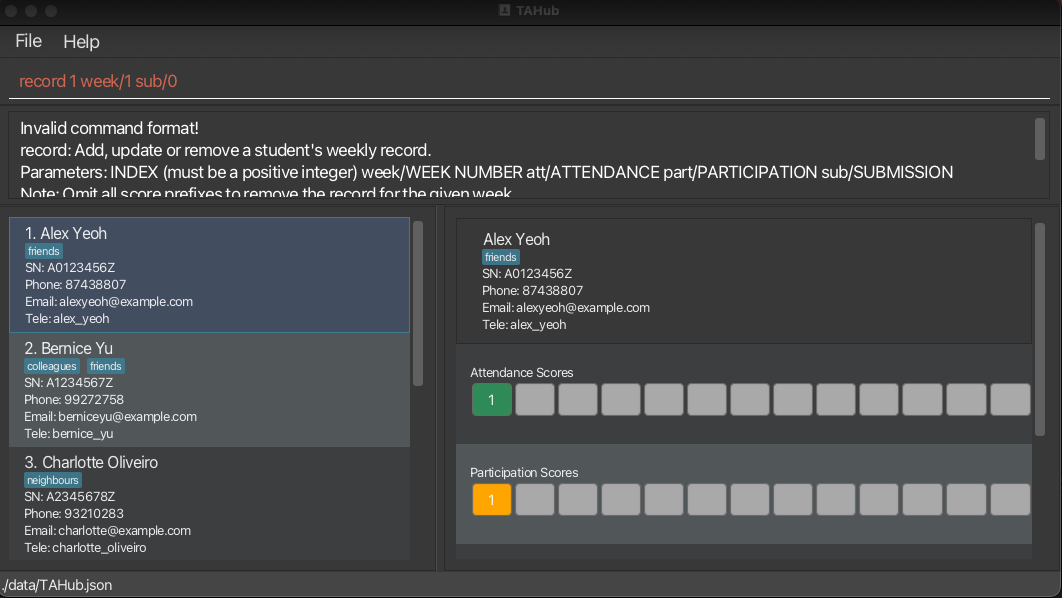 TAHub
File Help
record 1 week/1 sub/0
Invalid command format!
record: Add, update or remove a student's weekly record.
Parameters: INDEX (must be a positive integer) week/WEEK NUMBER att/ATTENDANCE part/PARTICIPATION sub/SUBMISSION
Note: Omit all score prefixes to remove the record for the given week.
1. Alex Yeoh
friends
SN: A0123456Z
Phone: 87438807
Email: alexyeoh@example.com
Tele: alex_yeoh
2. Bernice Yu
colleagues friends
SN: A1234567Z
Phone: 99272758
Email: berniceyu@example.com
Tele: bernice_yu
3. Charlotte Oliveiro
neighbours
SN: A2345678Z
Phone: 93210283
Email: charlotte@example.com
Tele: charlotte_oliveiro
Alex Yeoh
friends
SN: A0123456Z
Phone: 87438807
Email: alexyeoh@example.com
Tele: alex_yeoh
Attendance Scores
1
Participation Scores
1
./data/TAHub.json